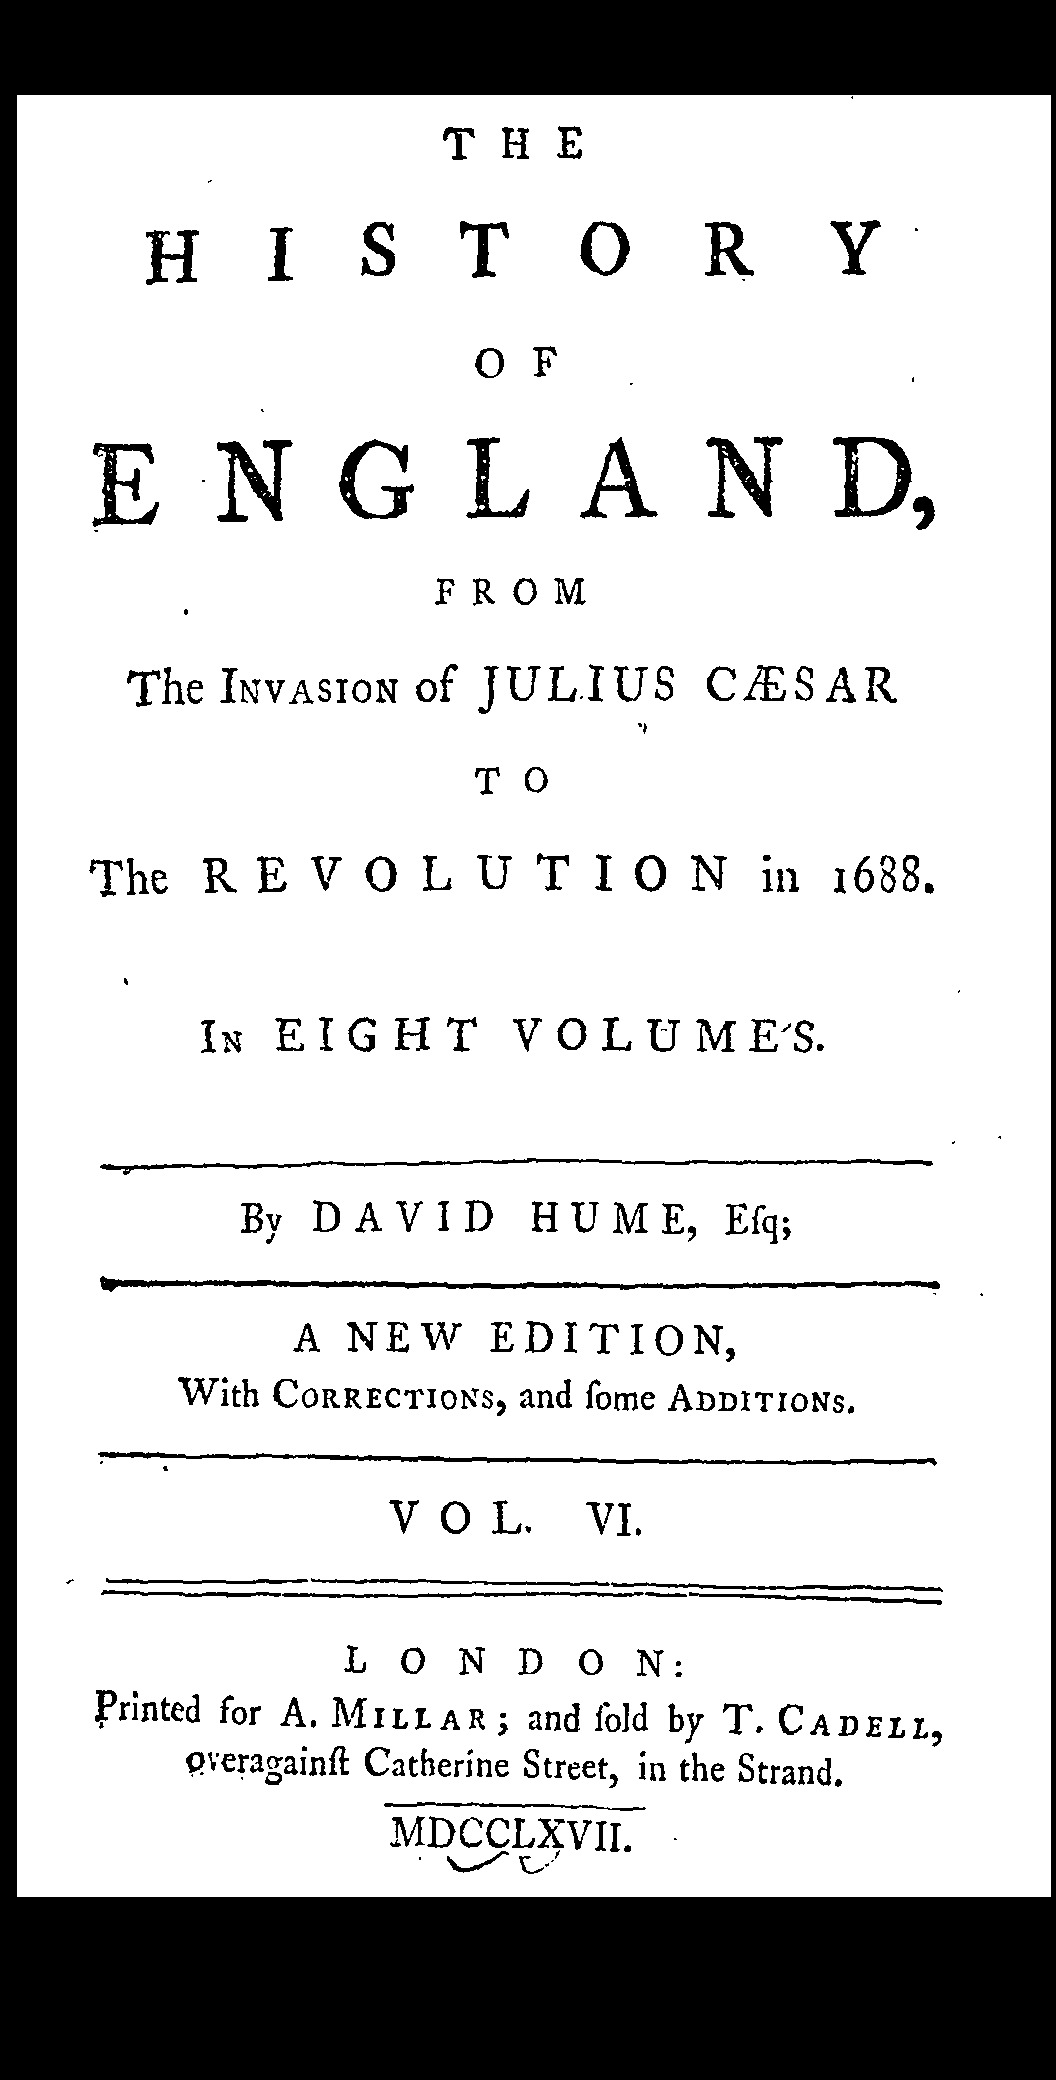 THE
HISTORY
OF
ENGLAND,
FROM
The INVASION of JULIUS CÆSAR
TO
The REVOLUTION in 1688.
IN EIGHT VOLUMES.
By DAVID HUME, Eſq;
A NEW EDITION,
With CORRECTIONS, and ſome ADDITIONS.
VOL. VI.
LONDON:
Printed for A. MILLAR; and ſold by T. CADELL,
overagainſt Catherine Street, in the Strand.
MDCCLXVII.